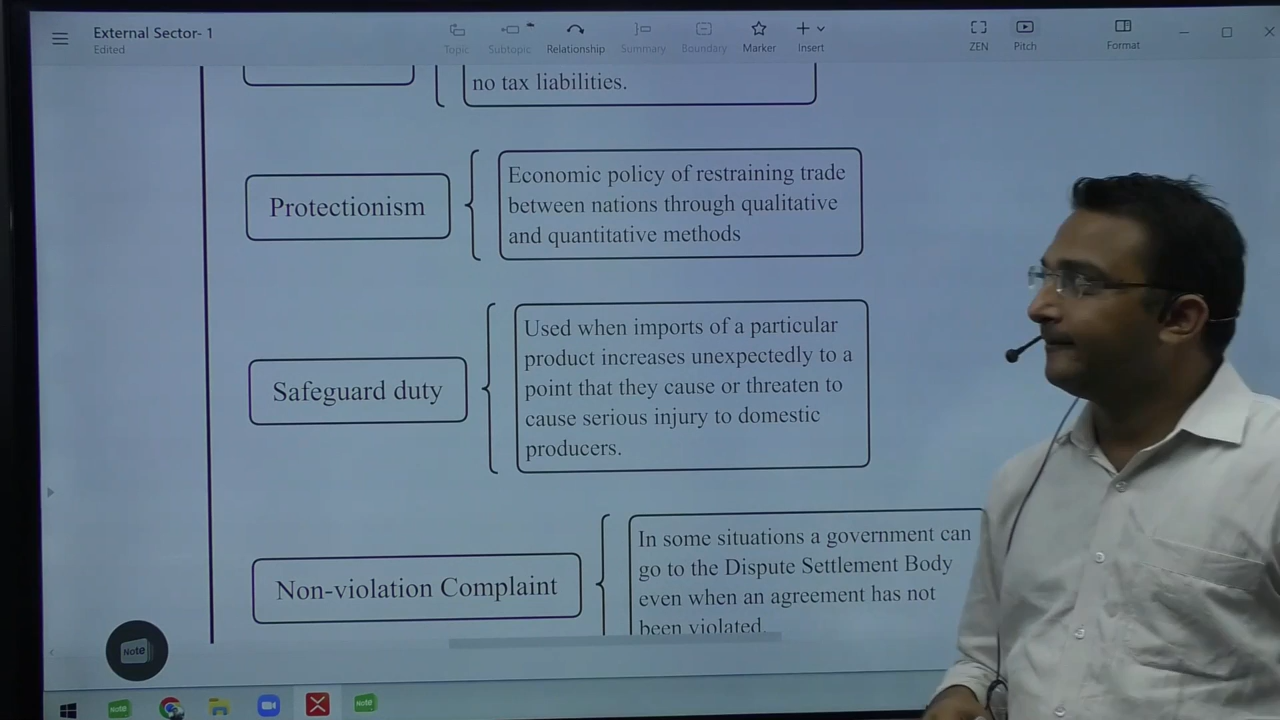 External Sector- 1
Edited
Topic
Subtopic
Relationship
Summary
Boundary
Marker
Insert
ZEN
Pitch
Format
no tax liabilities.
Protectionism
Economic policy of restraining trade
between nations through qualitative
and quantitative methods
Safeguard duty
Used when imports of a particular
product increases unexpectedly to a
point that they cause or threaten to
cause serious injury to domestic
producers.
Non-violation Complaint
In some situations a government can
go to the Dispute Settlement Body
even when an agreement has not
been violated.
Note
Note
Note